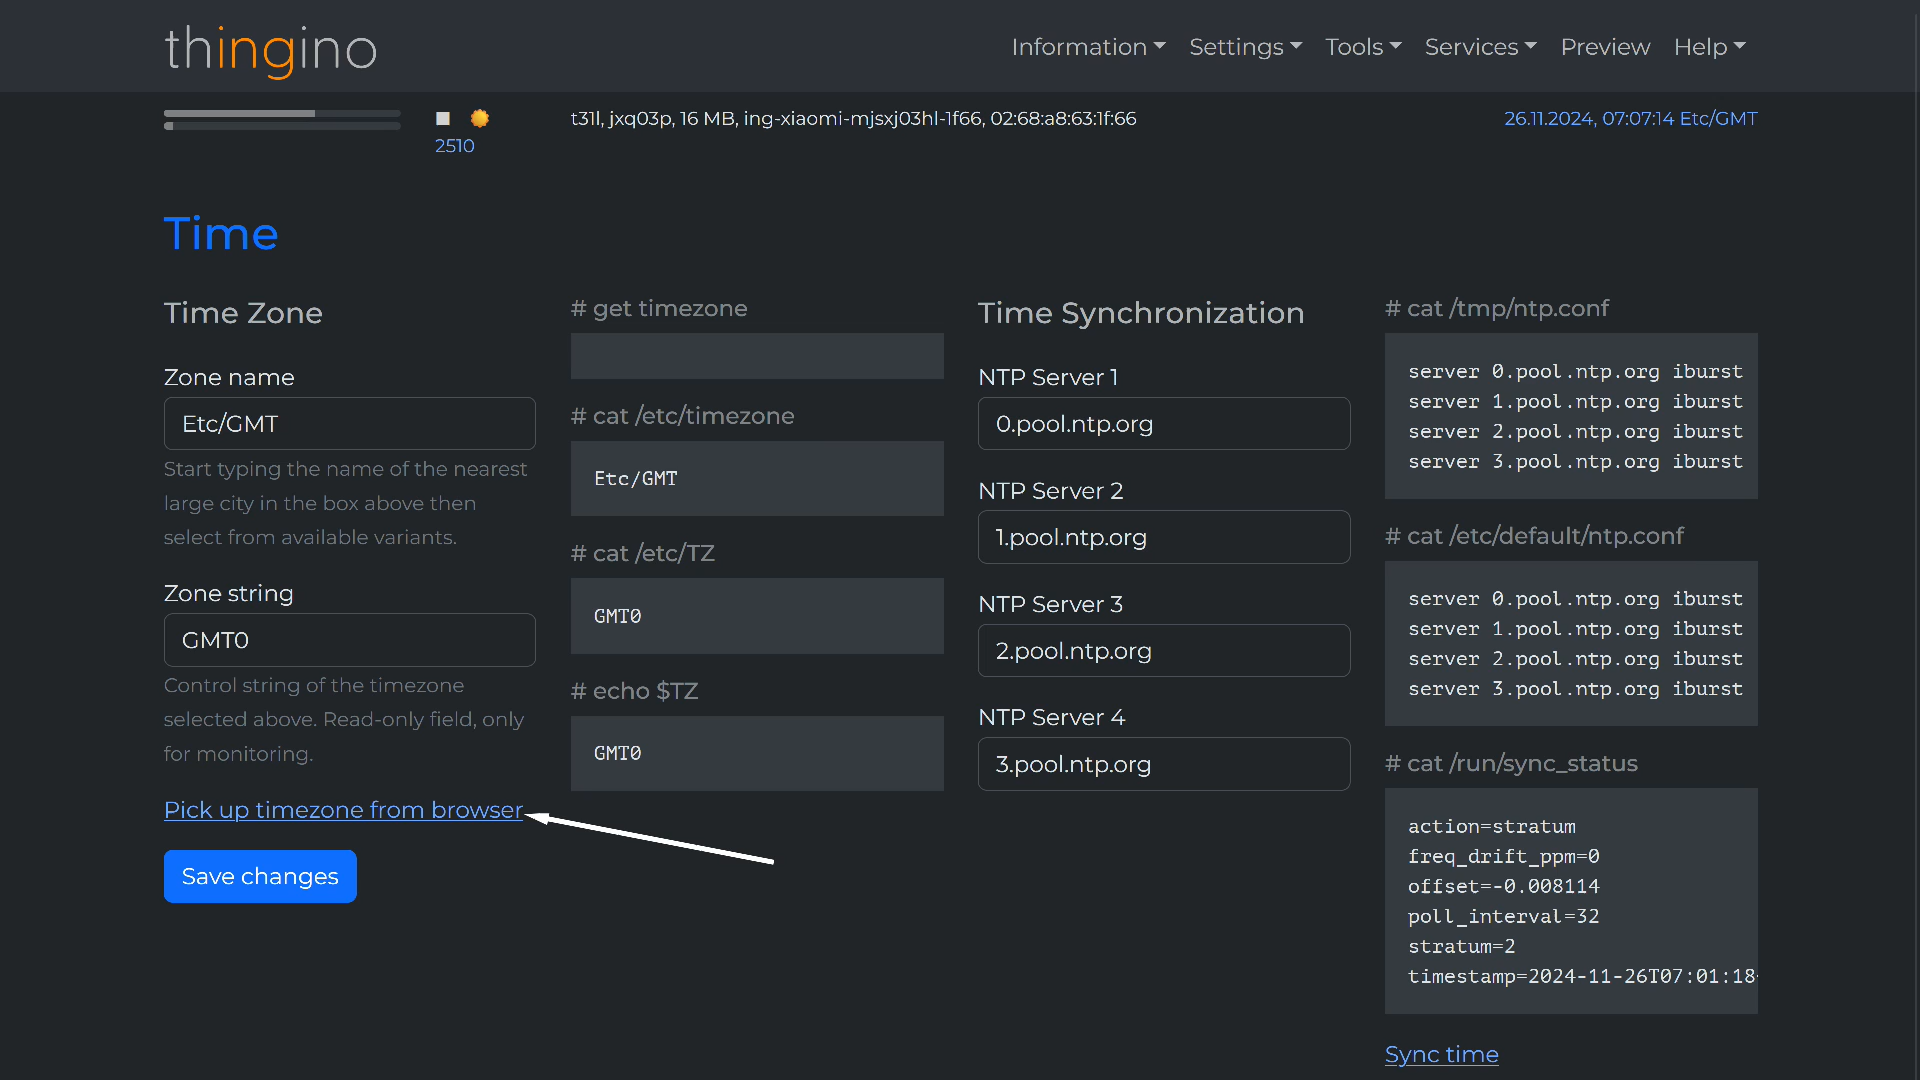 thingino
Information
Settings
Tools
Services
Preview
Help
2510
t31l, jxq03p, 16 MB, ing-xiaomi-mjsxj03hl-1f66, 02:68:a8:63:1f:66
26.11.2024, 07:07:14 Etc/GMT
Time
Time Zone
Zone name
Etc/GMT
Start typing the name of the nearest
large city in the box above then
select from available variants.
Zone string
GMT0
Control string of the timezone
selected above. Read-only field, only
for monitoring.
Pick up timezone from browser
Save changes
# get timezone
# cat /etc/timezone
Etc/GMT
# cat /etc/TZ
GMT0
# echo $TZ
GMT0
Time Synchronization
NTP Server 1
0.pool.ntp.org
NTP Server 2
1.pool.ntp.org
NTP Server 3
2.pool.ntp.org
NTP Server 4
3.pool.ntp.org
# cat /tmp/ntp.conf
server 0.pool.ntp.org iburst
server 1.pool.ntp.org iburst
server 2.pool.ntp.org iburst
server 3.pool.ntp.org iburst
# cat /etc/default/ntp.conf
server 0.pool.ntp.org iburst
server 1.pool.ntp.org iburst
server 2.pool.ntp.org iburst
server 3.pool.ntp.org iburst
# cat /run/sync_status
action=stratum
freq_drift_ppm=0
offset=-0.008114
poll_interval=32
stratum=2
timestamp=2024-11-26T07:01:18
Sync time